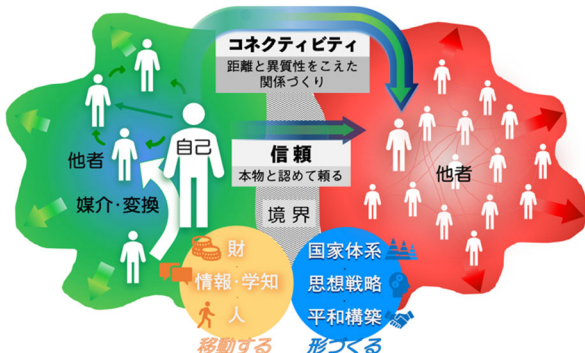 コネクティビティ
距離と異質性をこえた
関係づくり
自己
他者
信頼
本物と認めて頼る
他者
媒介・変換
境界
財
情報・学知
人
移動する
国家体系
思想戦略
平和構築
形づくる